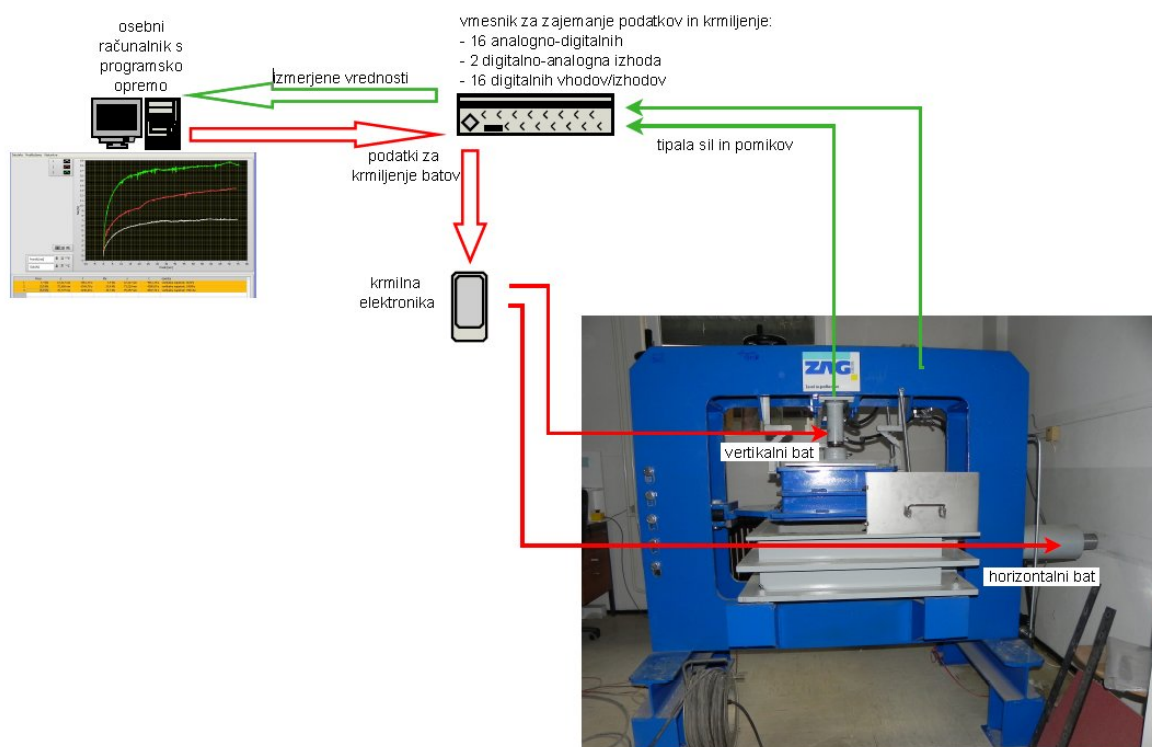 osebni
računalnik s
programsko
opremo
vmesnik za zajemanje podatkov in krmiljenje:
- 16 analogno-digitalnih
- 2 digitalno-analogna izhoda
- 16 digitalnih vhodov/izhodov
izmerjene vrednosti
podatki za
krmiljenje batov
tipala sil in pomikov
krmilna
elektronika
ZAG
vertikalni bat
horizontalni bat